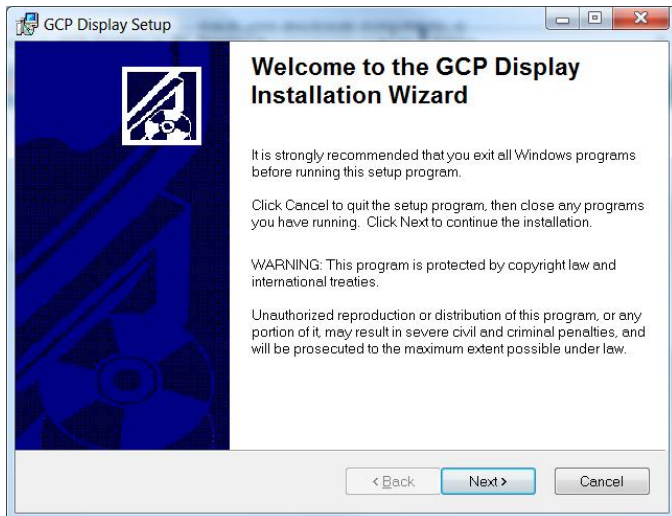 GCP Display Setup
Welcome to the GCP Display
Installation Wizard
It is strongly recommended that you exit all Windows programs
before running this setup program.
Click Cancel to quit the setup program, then close any programs
you have running. Click Next to continue the installation.
WARNING: This program is protected by copyright law and
international treaties.
Unauthorized reproduction or distribution of this program, or any
portion of it, may result in severe civil and criminal penalties, and
will be prosecuted to the maximum extent possible under law.
< Back Next > Cancel